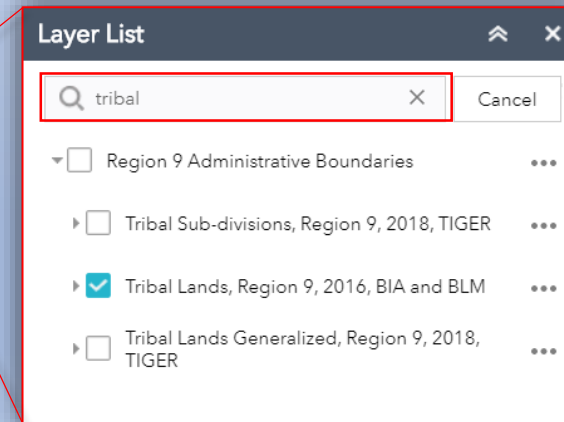 Layer List
tribal
Cancel
Region 9 Administrative Boundaries
Tribal Sub-divisions, Region 9, 2018, TIGER
Tribal Lands, Region 9, 2016, BIA and BLM
Tribal Lands Generalized, Region 9, 2018,
TIGER